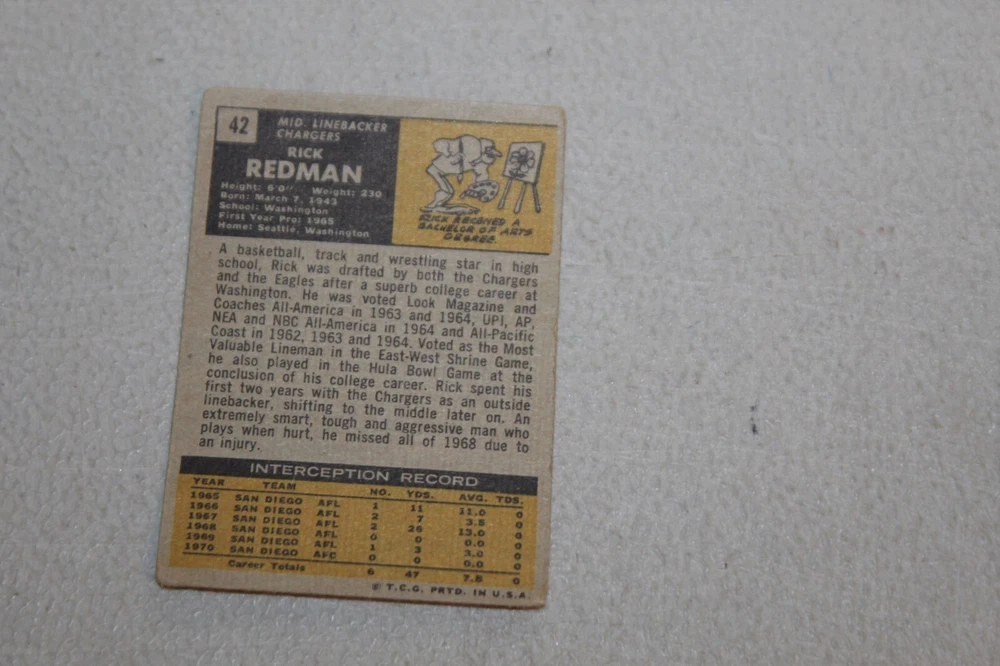 42
MID. LINEBACKER
CHARGERS
RICK
REDMAN
Height: 6'0" Weight: 230
Born: March 7, 1943
School: Washington
First Year Pro: 1965
Home: Seattle, Washington
RICK RECEIVED A
BACHELOR OF ARTS
DEGREE.
A basketball, track and wrestling star in high
school, Rick was drafted by both the Chargers
and the Eagles after a superb college career at
Washington. He was voted Look Magazine and
Coaches All-America in 1963 and 1964, UPI, AP,
NEA and NBC All-America in 1964 and All-Pacific
Coast in 1962, 1963 and 1964. Voted as the Most
Valuable Lineman in the East-West Shrine Game,
he also played in the Hula Bowl Game at the
conclusion of his college career. Rick spent his
first two years with the Chargers as an outside
linebacker, shifting to the middle later on. An
extremely smart, tough and aggressive man who
plays when hurt, he missed all of 1968 due to
an injury.
INTERCEPTION RECORD
YEAR TEAM NO. YDS. AVG. TDS.
1965 SAN DIEGO AFL 1 11 11.0 0
1966 SAN DIEGO AFL 2 7 3.5 0
1967 SAN DIEGO AFL 2 26 13.0 0
1968 SAN DIEGO AFL 0 0 0.0 0
1969 SAN DIEGO AFL 1 3 3.0 0
1970 SAN DIEGO AFC 0 0 0.0 0
Career Totals 6 47 7.8 0
© T.C.G. PRTD. IN U.S.A.